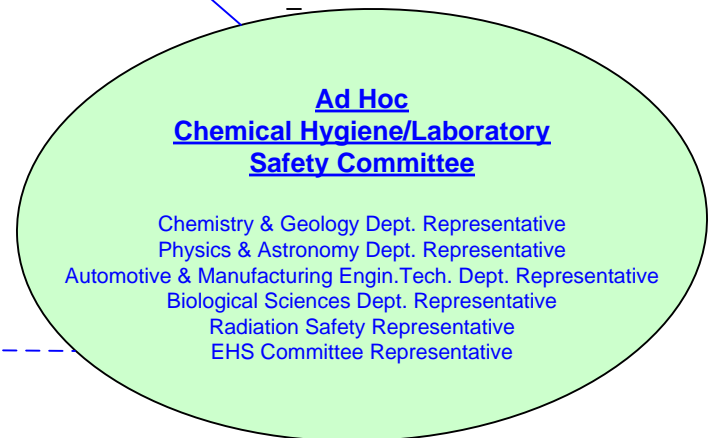 Ad Hoc
Chemical Hygiene/Laboratory
Safety Committee
Chemistry & Geology Dept. Representative
Physics & Astronomy Dept. Representative
Automotive & Manufacturing Engin.Tech. Dept. Representative
Biological Sciences Dept. Representative
Radiation Safety Representative
EHS Committee Representative